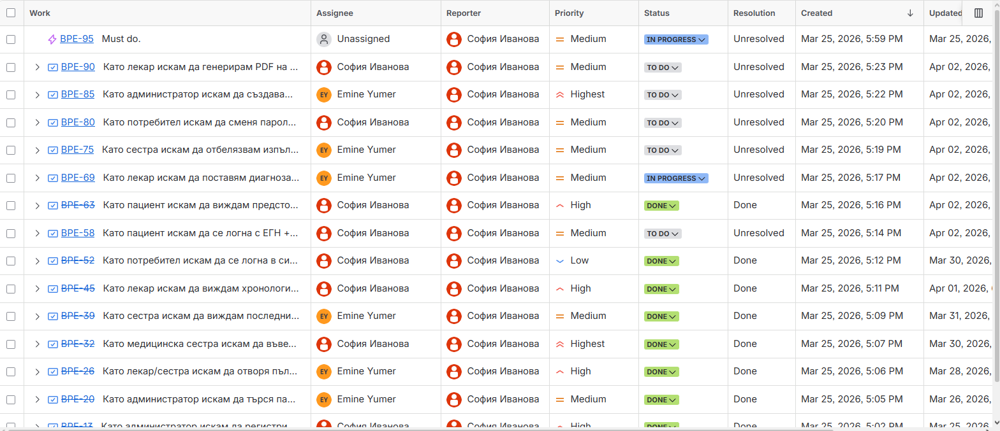 Work Assignee Reporter Priority Status Resolution Created Updated
BPE-95 Must do. Unassigned София Иванова Medium IN PROGRESS Unresolved Mar 25, 2026, 5:59 PM Mar 25, 2026,
BPE-90 Като лекар искам да генерирам PDF на ... София Иванова София Иванова Medium TO DO Unresolved Mar 25, 2026, 5:23 PM Apr 02, 2026,
BPE-85 Като администратор искам да създава... EY Emine Yumer София Иванова Highest TO DO Unresolved Mar 25, 2026, 5:22 PM Apr 02, 2026,
BPE-80 Като потребител искам да сменя парол... София Иванова София Иванова Medium TO DO Unresolved Mar 25, 2026, 5:20 PM Apr 02, 2026,
BPE-75 Като сестра искам да отбелязвам изпъл... EY Emine Yumer София Иванова Medium TO DO Unresolved Mar 25, 2026, 5:19 PM Apr 02, 2026,
BPE-69 Като лекар искам да поставям диагноза... EY Emine Yumer София Иванова Medium IN PROGRESS Unresolved Mar 25, 2026, 5:17 PM Apr 02, 2026,
BPE-63 Като пациент искам да виждам предсто... София Иванова София Иванова High DONE Done Mar 25, 2026, 5:16 PM Apr 02, 2026,
BPE-58 Като пациент искам да се логна с ЕГН +... София Иванова София Иванова Medium TO DO Unresolved Mar 25, 2026, 5:14 PM Apr 02, 2026,
BPE-52 Като потребител искам да се логна в си... София Иванова София Иванова Low DONE Done Mar 25, 2026, 5:12 PM Mar 30, 2026,
BPE-45 Като лекар искам да виждам хронологи... София Иванова София Иванова High DONE Done Mar 25, 2026, 5:11 PM Apr 01, 2026,
BPE-39 Като сестра искам да виждам последни... EY Emine Yumer София Иванова Medium DONE Done Mar 25, 2026, 5:09 PM Mar 31, 2026,
BPE-32 Като медицинска сестра искам да въве... София Иванова София Иванова Highest DONE Done Mar 25, 2026, 5:07 PM Mar 30, 2026,
BPE-26 Като лекар/сестра искам да отворя пъл... EY Emine Yumer София Иванова High DONE Done Mar 25, 2026, 5:06 PM Mar 28, 2026,
BPE-20 Като администратор искам да търся па... EY Emine Yumer София Иванова Medium DONE Done Mar 25, 2026, 5:05 PM Mar 26, 2026,
BPE-13 Като администратор искам да регистри... София Иванова София Иванова High DONE Done Mar 25, 2026, 5:02 PM Mar 25, 2026,